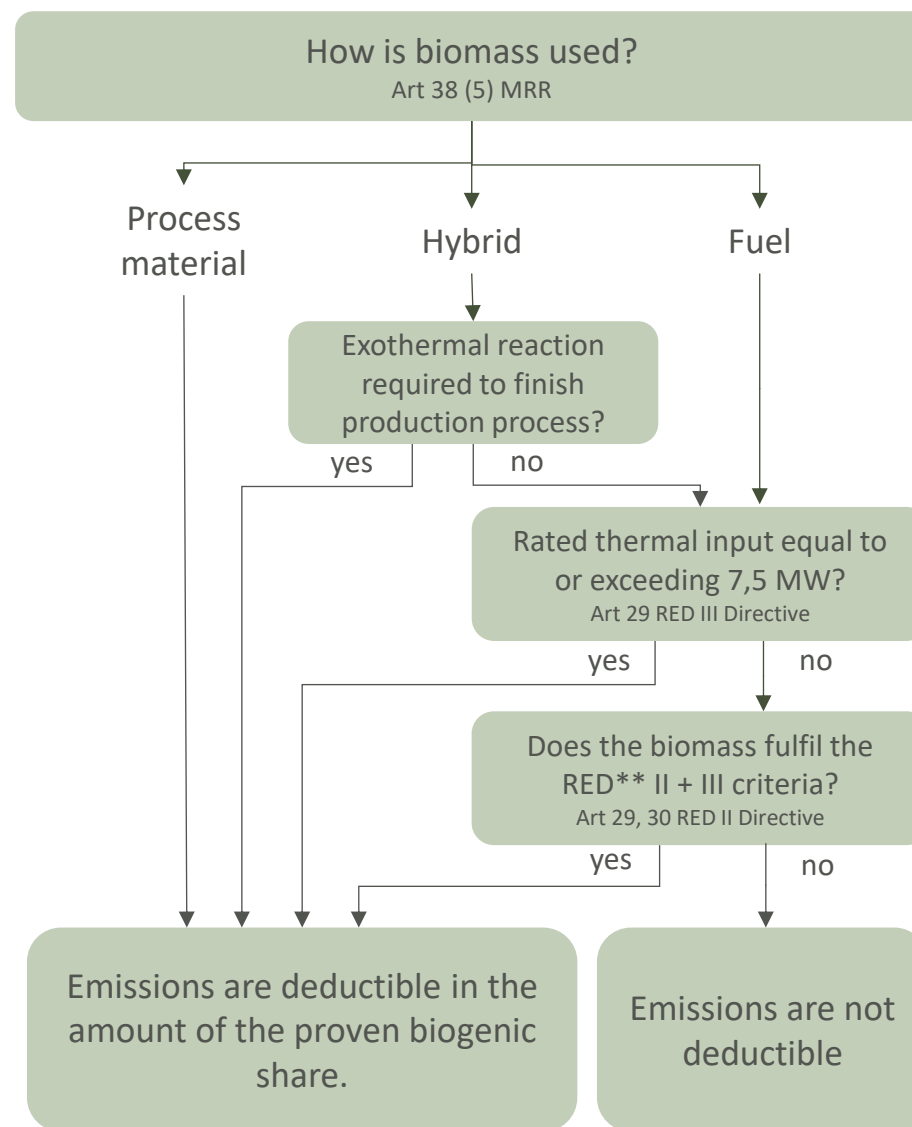 How is biomass used?
Art 38 (5) MRR
Process
material
Hybrid
Fuel
Exothermal reaction
required to finish
production process?
yes
no
Rated thermal input equal to
or exceeding 7,5 MW?
Art 29 RED III Directive
yes
no
Does the biomass fulfil the
RED** II + III criteria?
Art 29, 30 RED II Directive
yes
no
Emissions are deductible in the
amount of the proven biogenic
share.
Emissions are not
deductible